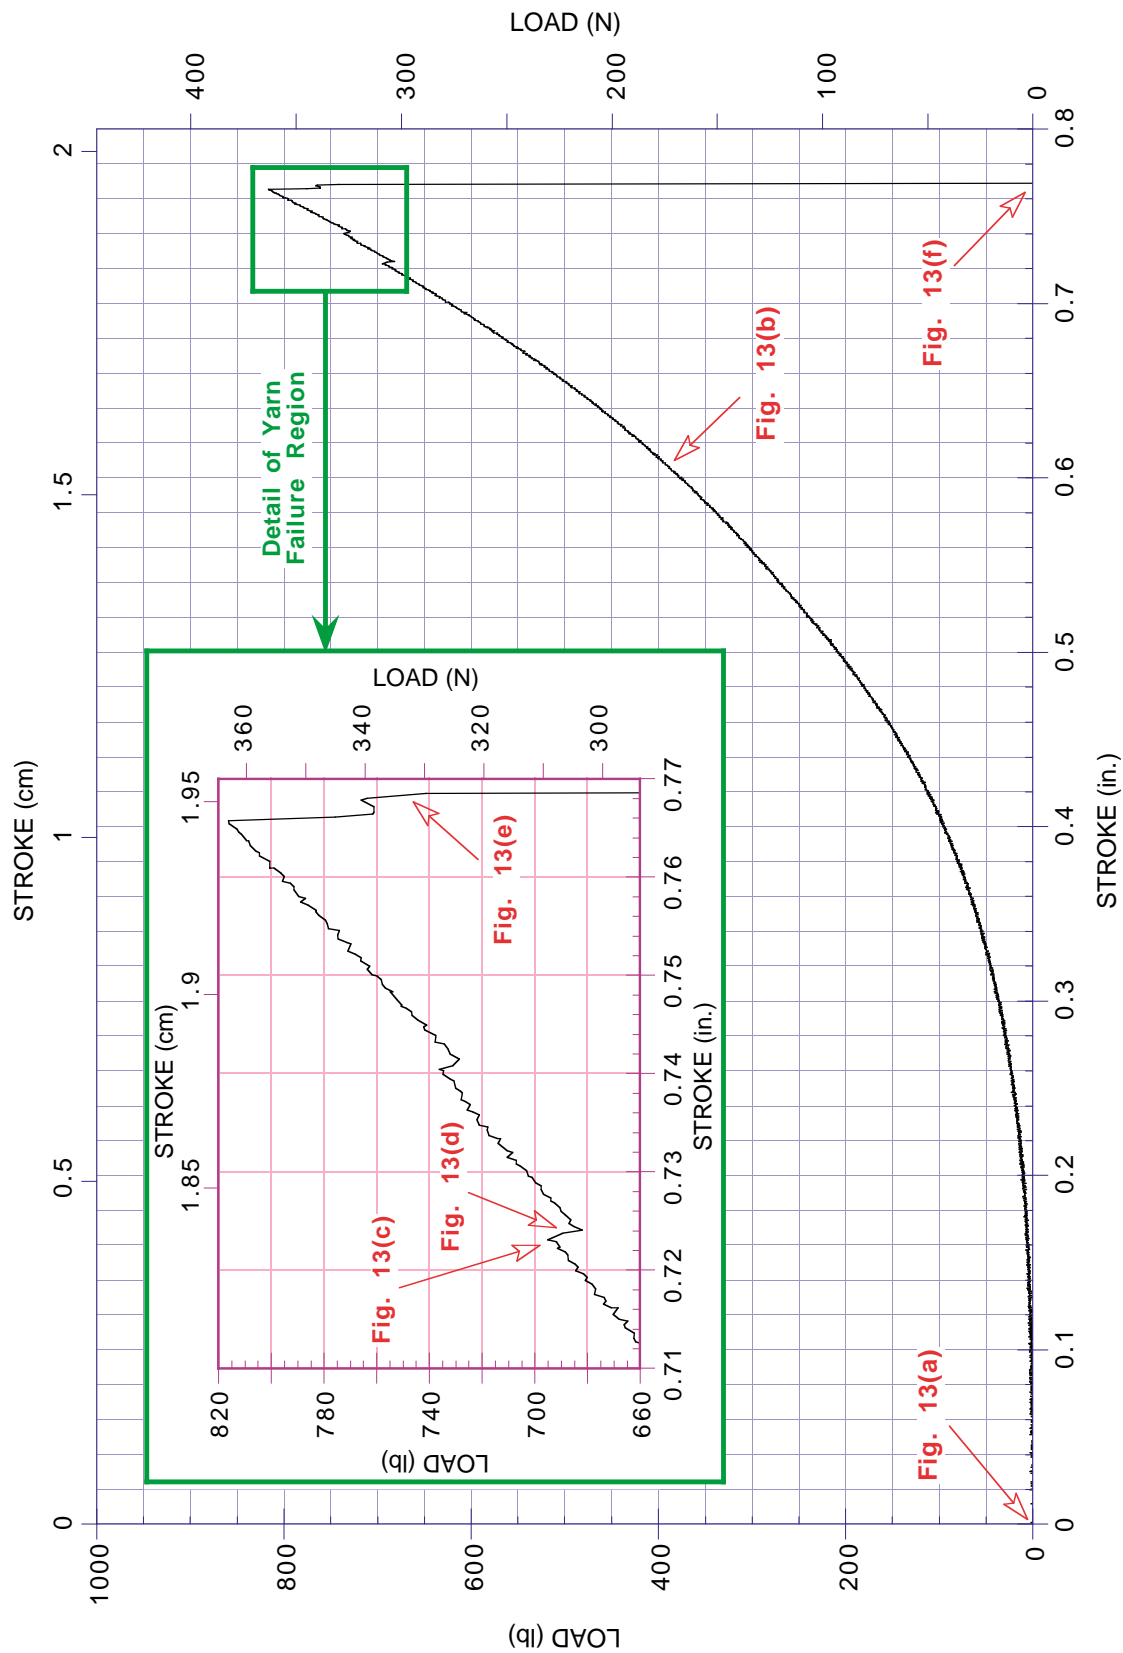 STROKE (cm)
0
0.5
1
1.5
2
LOAD (lb)
1000
800
600
400
200
0
LOAD (N)
400
300
200
100
0
Detail of Yarn
Failure Region
STROKE (cm)
1.85
1.9
1.95
LOAD (lb)
820
780
740
700
660
LOAD (N)
360
340
320
300
Fig. 13(c)
Fig. 13(d)
Fig. 13(e)
0.71
0.72
0.73
0.74
0.75
0.76
0.77
STROKE (in.)
Fig. 13(b)
Fig. 13(a)
Fig. 13(f)
0
0.1
0.2
0.3
0.4
0.5
0.6
0.7
0.8
STROKE (in.)